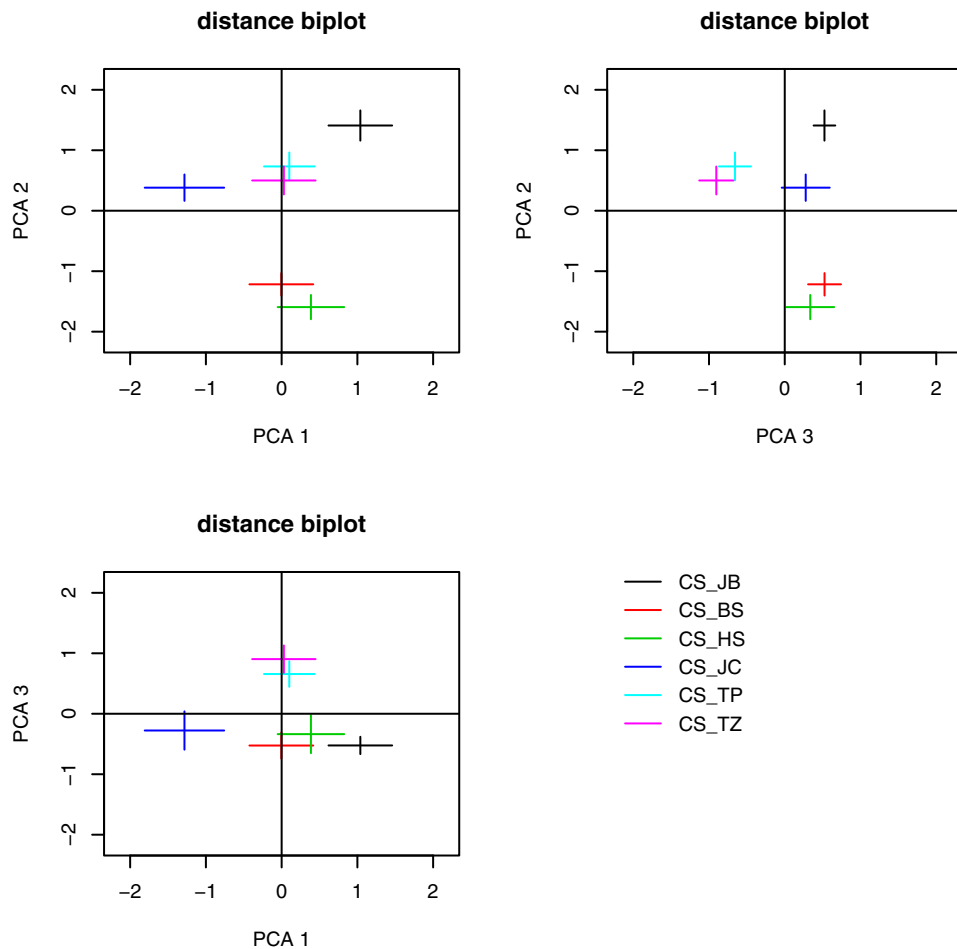 distance biplot
PCA 2
2
1
0
−1
−2
−2 −1 0 1 2
PCA 1
distance biplot
PCA 2
2
1
0
−1
−2
−2 −1 0 1 2
PCA 3
distance biplot
PCA 3
2
1
0
−1
−2
−2 −1 0 1 2
PCA 1
CS_JB
CS_BS
CS_HS
CS_JC
CS_TP
CS_TZ